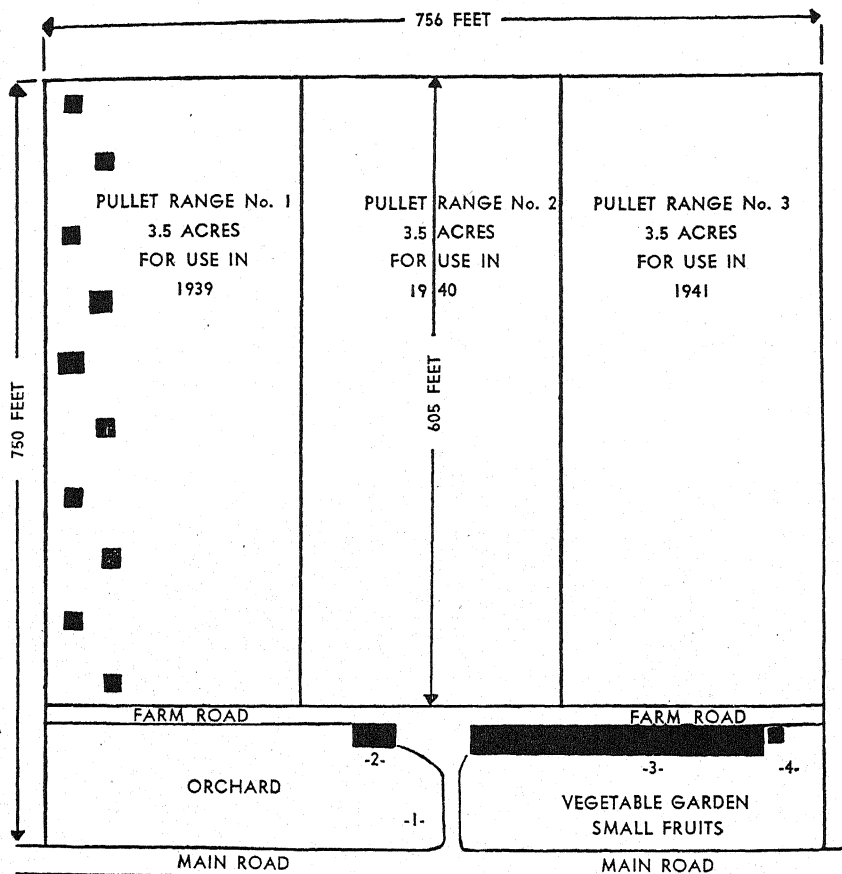 756 FEET
PULLET RANGE No. 1
3.5 ACRES
FOR USE IN
1939
PULLET RANGE No. 2
3.5 ACRES
FOR USE IN
1940
PULLET RANGE No. 3
3.5 ACRES
FOR USE IN
1941
750 FEET
605 FEET
FARM ROAD
FARM ROAD
-2-
-3-
-4-
ORCHARD
-1-
VEGETABLE GARDEN
SMALL FRUITS
MAIN ROAD
MAIN ROAD